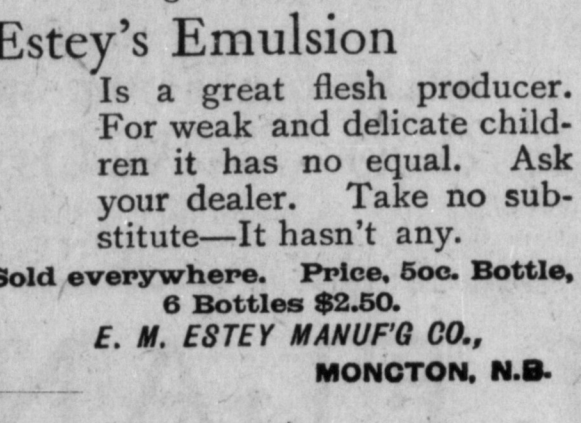 Estey's Emulsion
Is a great flesh producer.
For weak and delicate child-
ren it has no equal. Ask
your dealer. Take no sub-
stitute—It hasn't any.
Sold everywhere. Price, 50c. Bottle,
6 Bottles $2.50.
E. M. ESTEY MANUF'G CO.,
MONCTON, N.B.